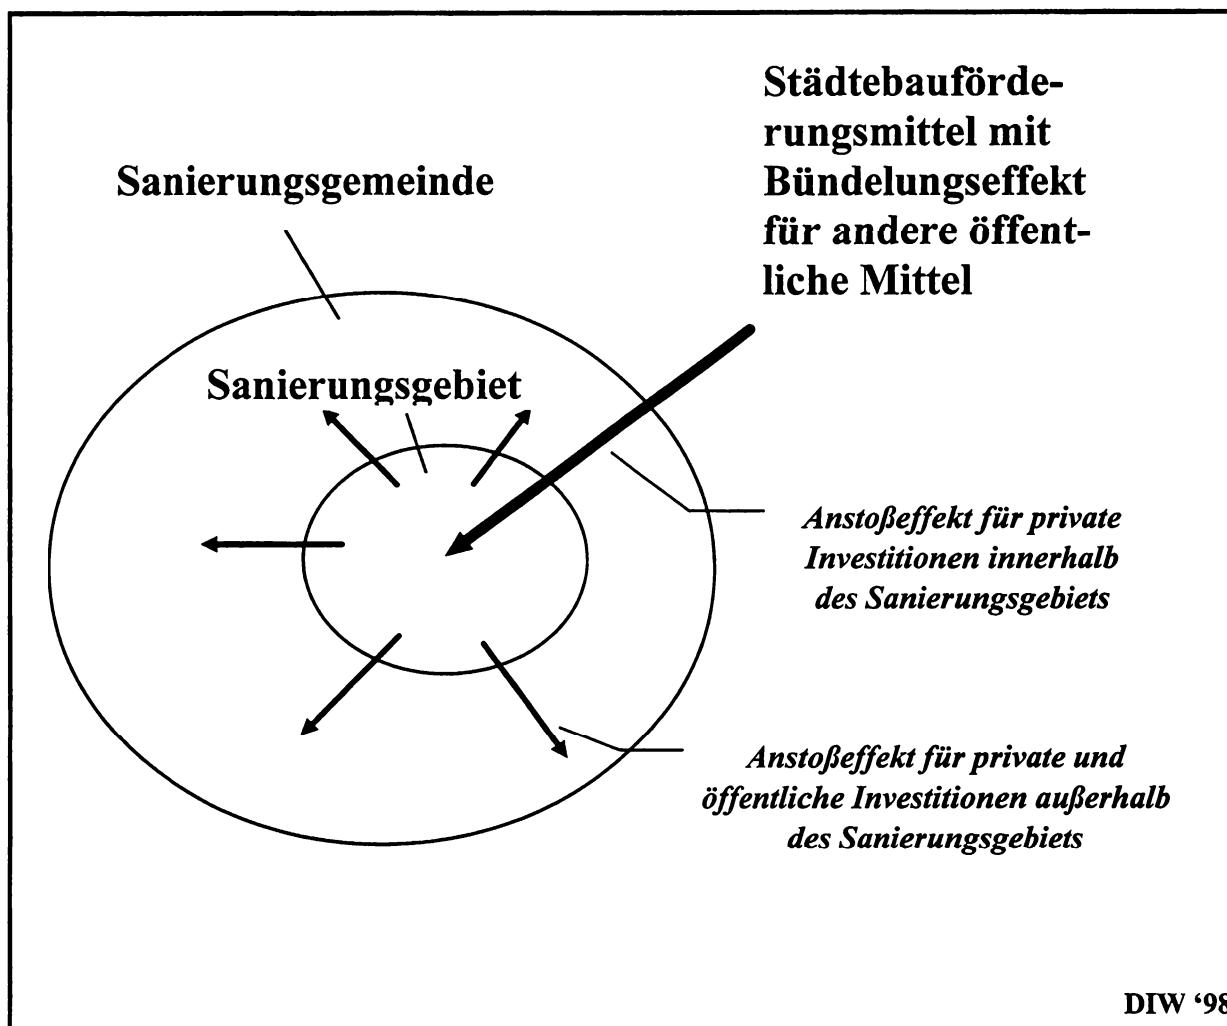 Städtebauförde-
rungsmittel mit
Bündelungseffekt
für andere öffent-
liche Mittel
Sanierungsgemeinde
Sanierungsgebiet
Anstoßeffekt für private
Investitionen innerhalb
des Sanierungsgebiets
Anstoßeffekt für private und
öffentliche Investitionen außerhalb
des Sanierungsgebiets
DIW ‘98